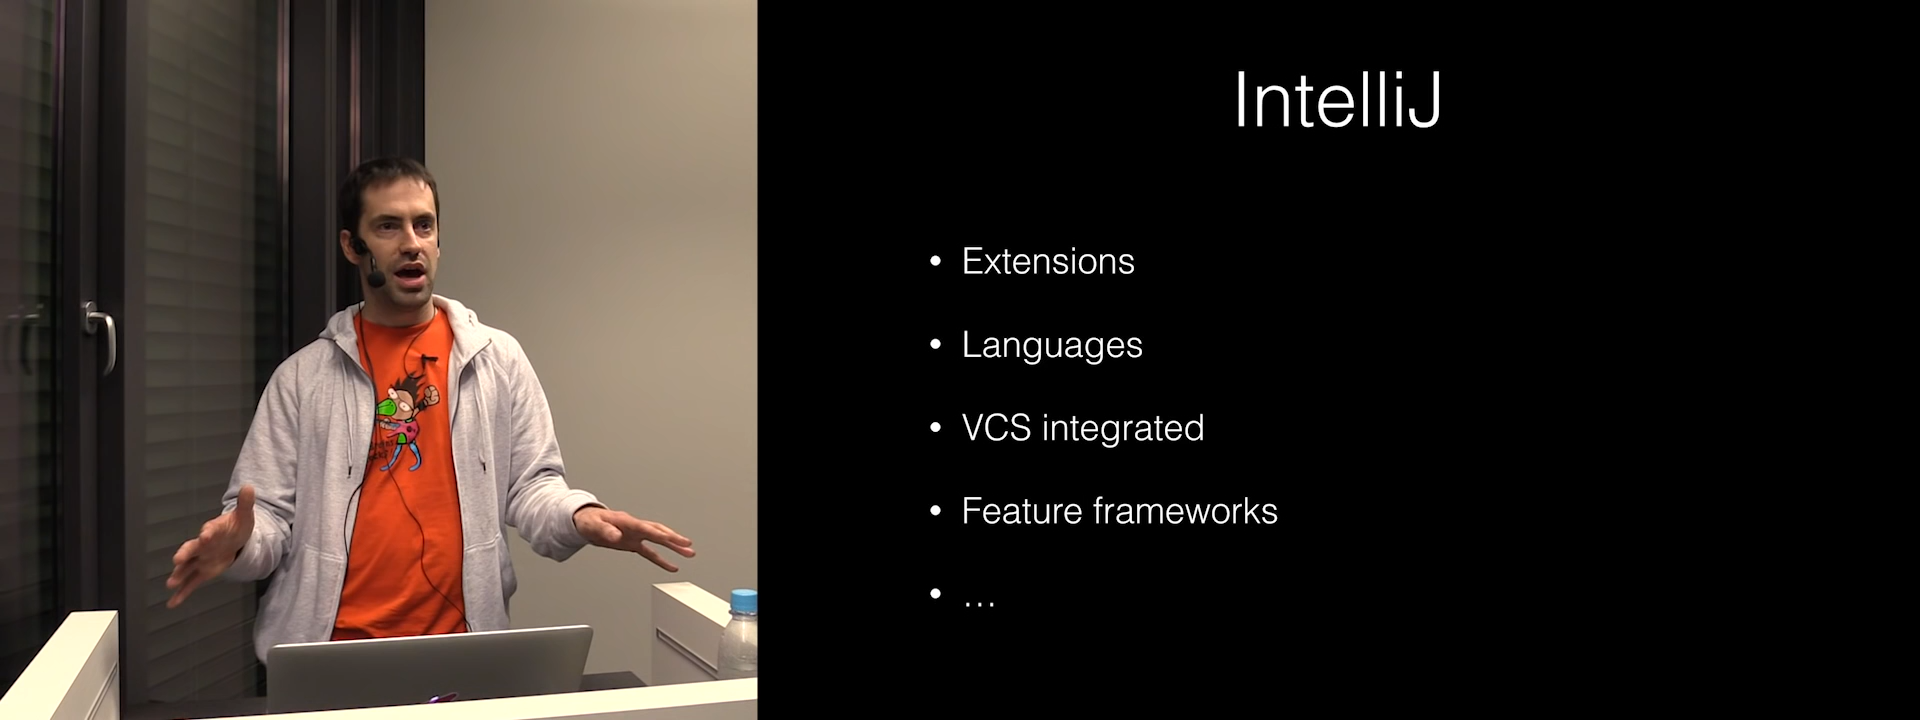 IntelliJ
• Extensions
• Languages
• VCS integrated
• Feature frameworks
• …